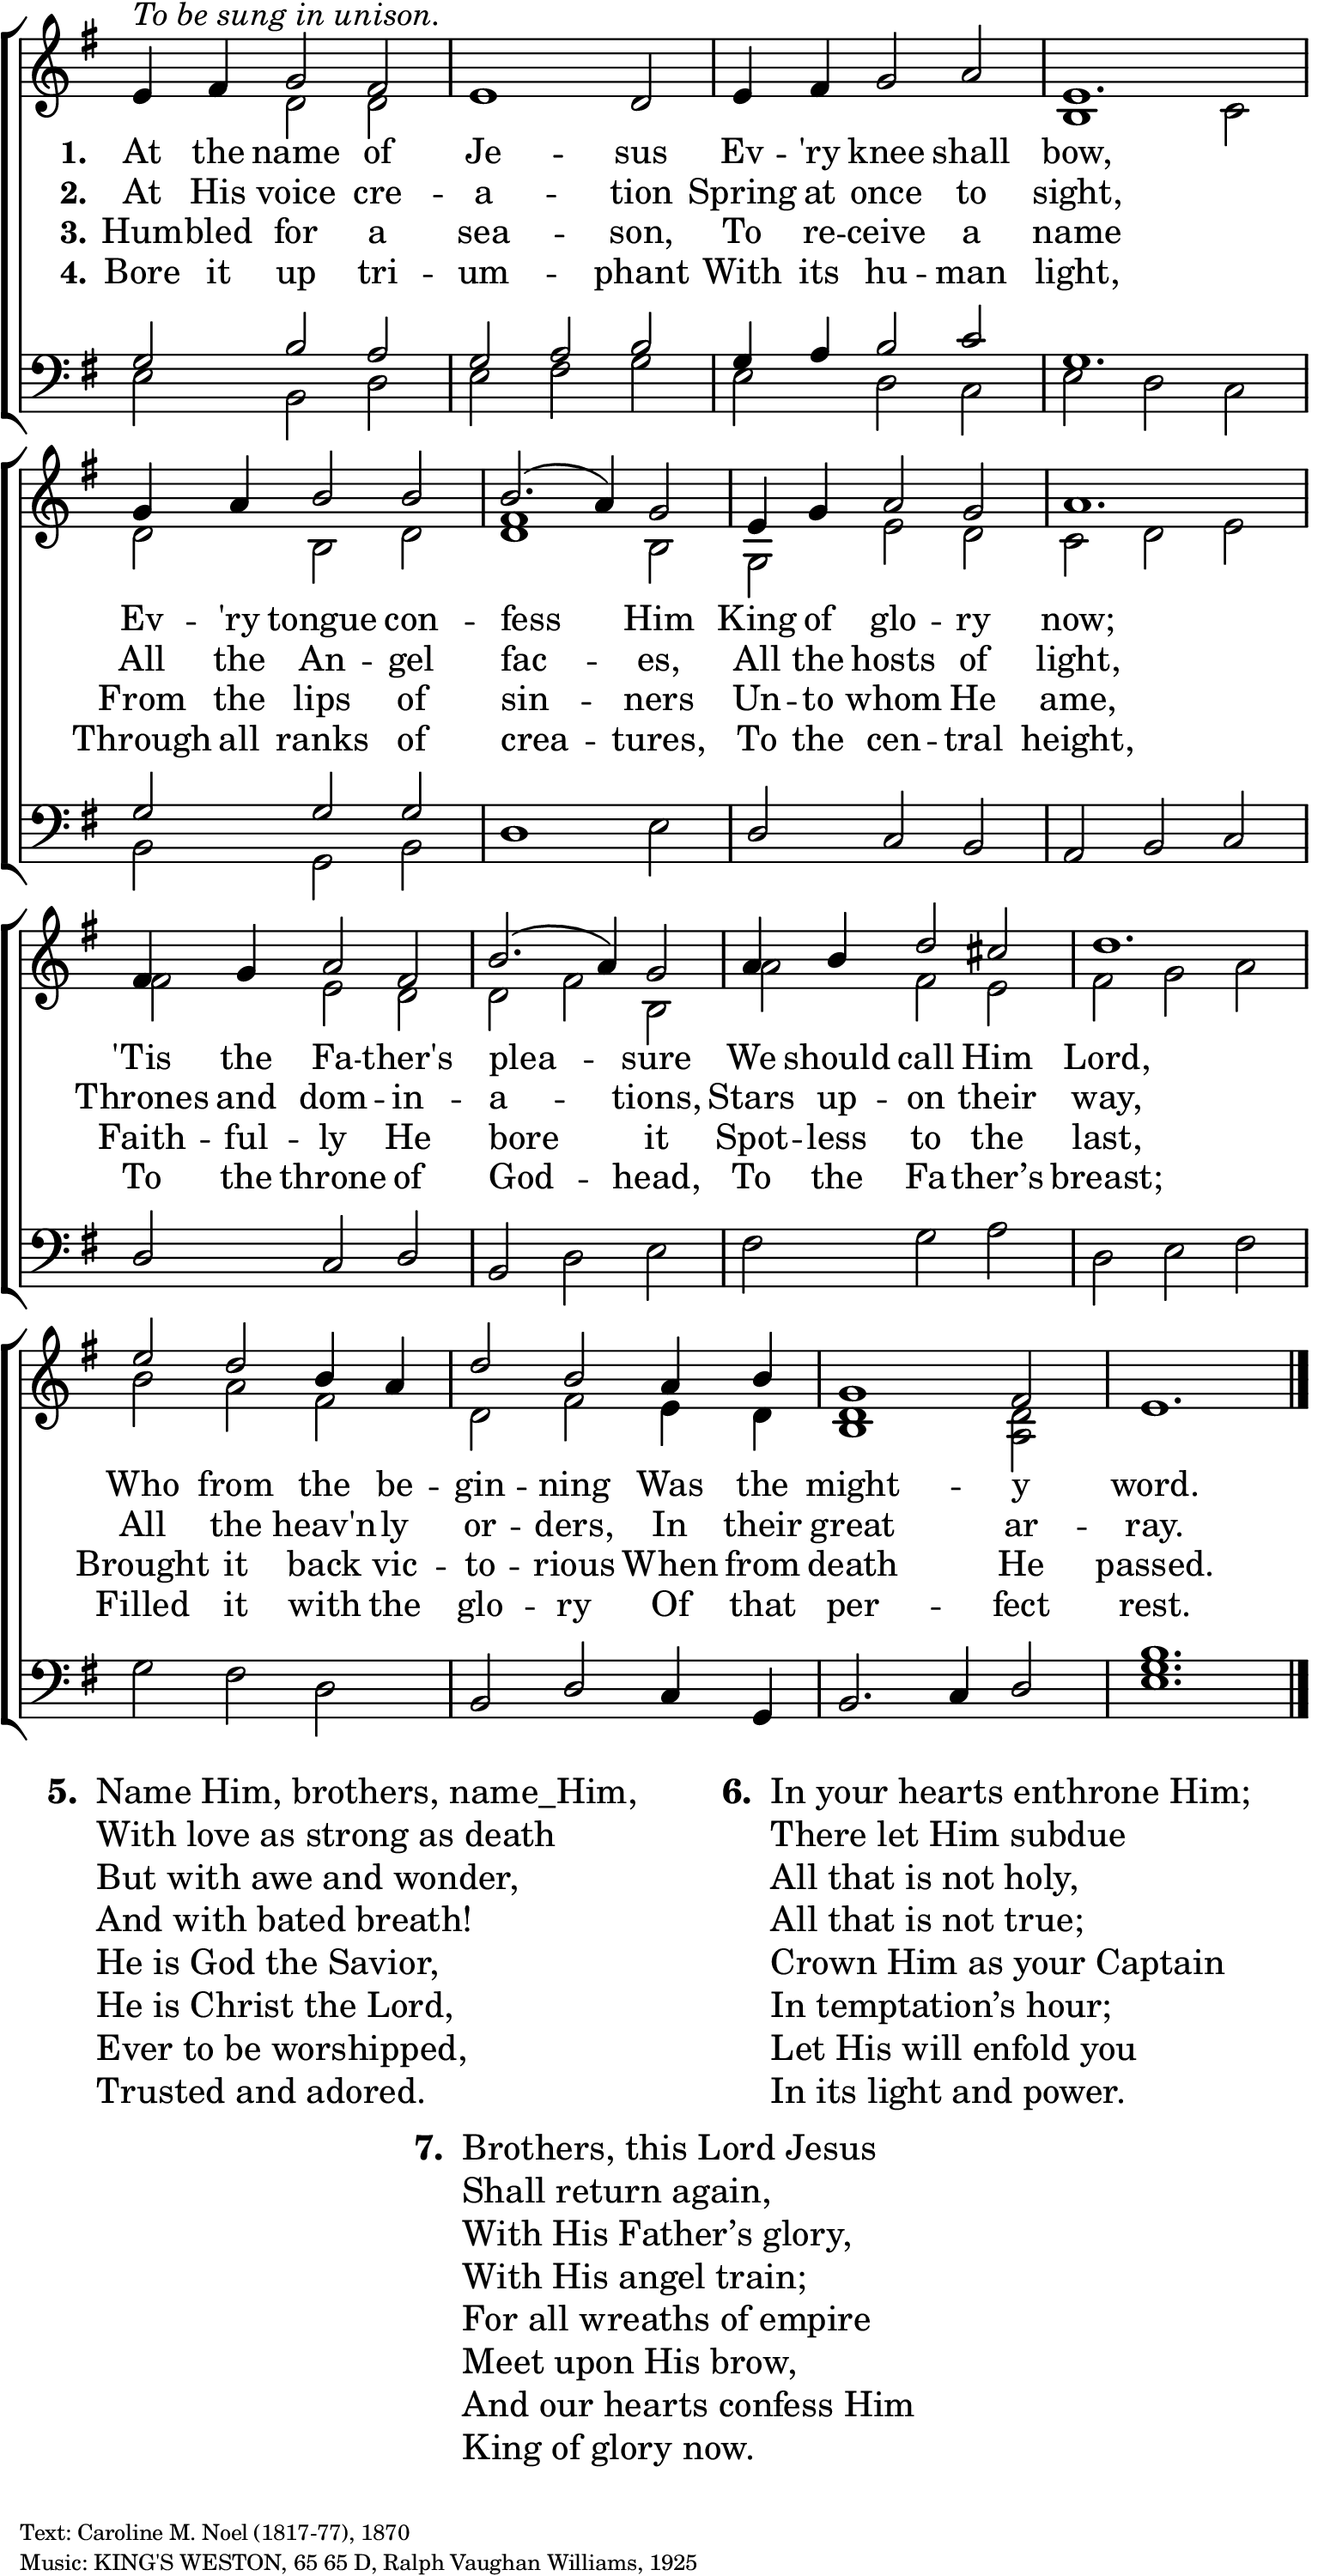 To be sung in unison.
1. At the name of Je - sus Ev - 'ry knee shall bow,
2. At His voice cre - a - tion Spring at once to sight,
3. Humbled for a sea - son, To re - ceive a name
4. Bore it up tri - um - phant With its hu - man light,
Ev - 'ry tongue con - fess Him King of glo - ry now;
All the An - gel fac - es, All the hosts of light,
From the lips of sin - ners Un - to whom He ame,
Through all ranks of crea - tures, To the cen - tral height,
'Tis the Fa - ther's plea - sure We should call Him Lord,
Thrones and dom - in - a - tions, Stars up - on their way,
Faith - ful - ly He bore it Spot - less to the last,
To the throne of God - head, To the Fa - ther’s breast;
Who from the be - gin - ning Was the might - y word.
All the heav'n - ly or - ders, In their great ar - ray.
Brought it back vic - to - rious When from death He passed.
Filled it with the glo - ry Of that per - fect rest.
5. Name Him, brothers, name_Him,
With love as strong as death
But with awe and wonder,
And with bated breath!
He is God the Savior,
He is Christ the Lord,
Ever to be worshipped,
Trusted and adored.
6. In your hearts enthrone Him;
There let Him subdue
All that is not holy,
All that is not true;
Crown Him as your Captain
In temptation’s hour;
Let His will enfold you
In its light and power.
7. Brothers, this Lord Jesus
Shall return again,
With His Father’s glory,
With His angel train;
For all wreaths of empire
Meet upon His brow,
And our hearts confess Him
King of glory now.
Text: Caroline M. Noel (1817-77), 1870
Music: KING'S WESTON, 65 65 D, Ralph Vaughan Williams, 1925